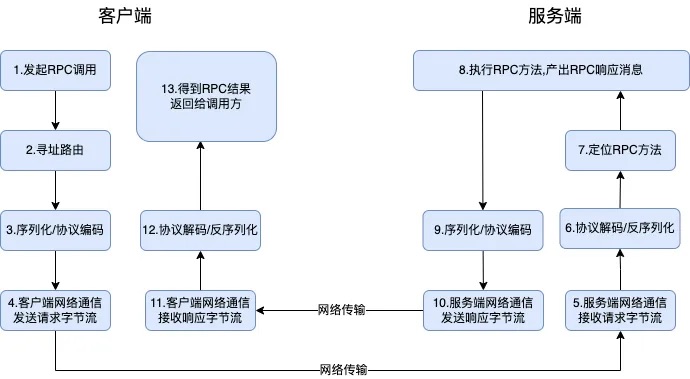 客户端
服务端
1.发起RPC调用
13.得到RPC结果
返回给调用方
8.执行RPC方法,产出RPC响应消息
2.寻址路由
7.定位RPC方法
3.序列化/协议编码
12.协议解码/反序列化
9.序列化/协议编码
6.协议解码/反序列化
4.客户端网络通信
发送请求字节流
11.客户端网络通信
接收响应字节流
网络传输
10.服务端网络通信
发送响应字节流
5.服务端网络通信
接收请求字节流
网络传输